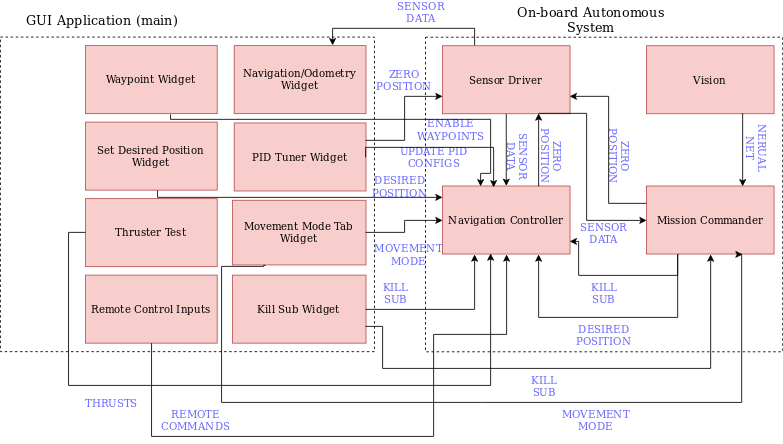 GUI Application (main)
SENSOR
DATA
On-board Autonomous
System
Waypoint Widget
Navigation/Odometry
Widget
ZERO
POSITION
Sensor Driver
Vision
Set Desired Position
Widget
PID Tuner Widget
ENABLE
WAYPOINTS
UPDATE PID
CONFIGS
SENSOR
DATA
ZERO
POSITION
ZERO
POSITION
NERUAL
NET
DESIRED
POSITION
Thruster Test
Movement Mode Tab
Widget
Navigation Controller
Mission Commander
SENSOR
DATA
MOVEMENT
MODE
Remote Control Inputs
Kill Sub Widget
KILL
SUB
KILL
SUB
DESIRED
POSITION
KILL
SUB
THRUSTS
REMOTE
COMMANDS
MOVEMENT
MODE